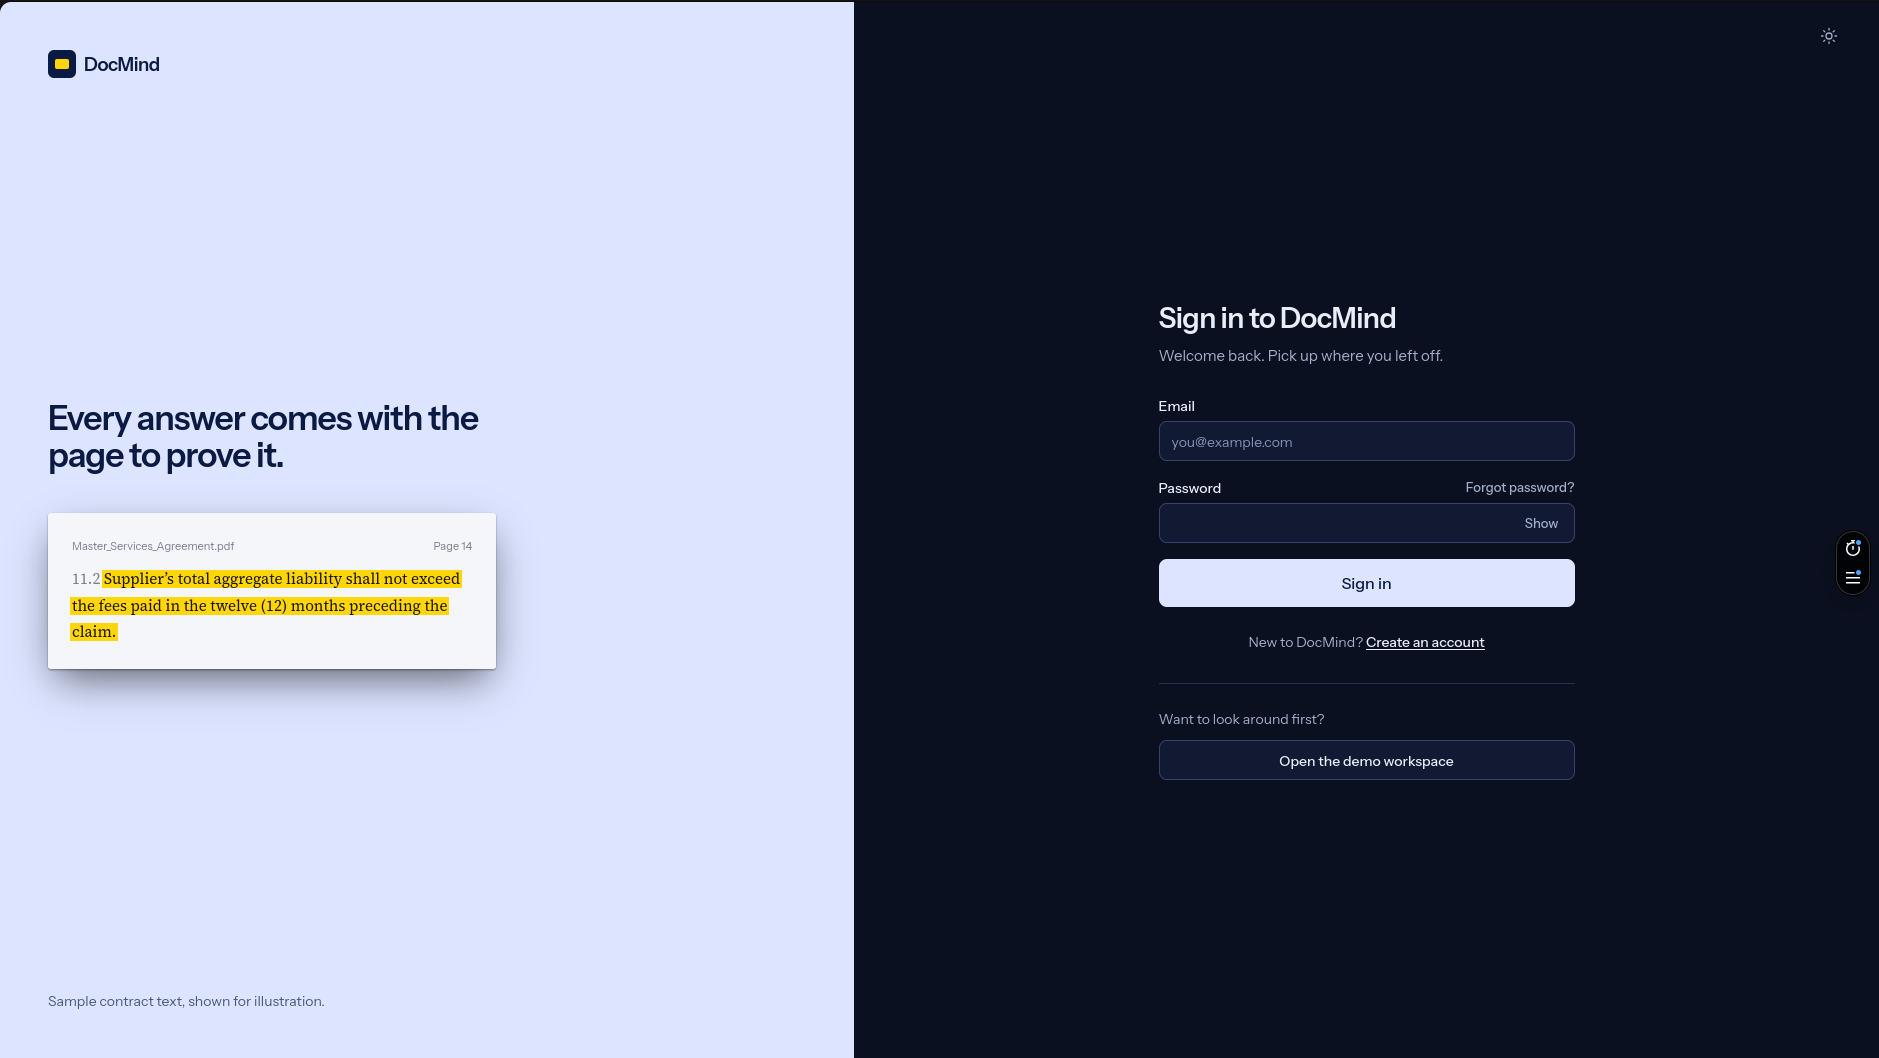 DocMind
Every answer comes with the
page to prove it.
Master_Services_Agreement.pdf
Page 14
11.2 Supplier’s total aggregate liability shall not exceed
the fees paid in the twelve (12) months preceding the
claim.
Sample contract text, shown for illustration.
Sign in to DocMind
Welcome back. Pick up where you left off.
Email
you@example.com
Password
Forgot password?
Show
Sign in
New to DocMind? Create an account
Want to look around first?
Open the demo workspace